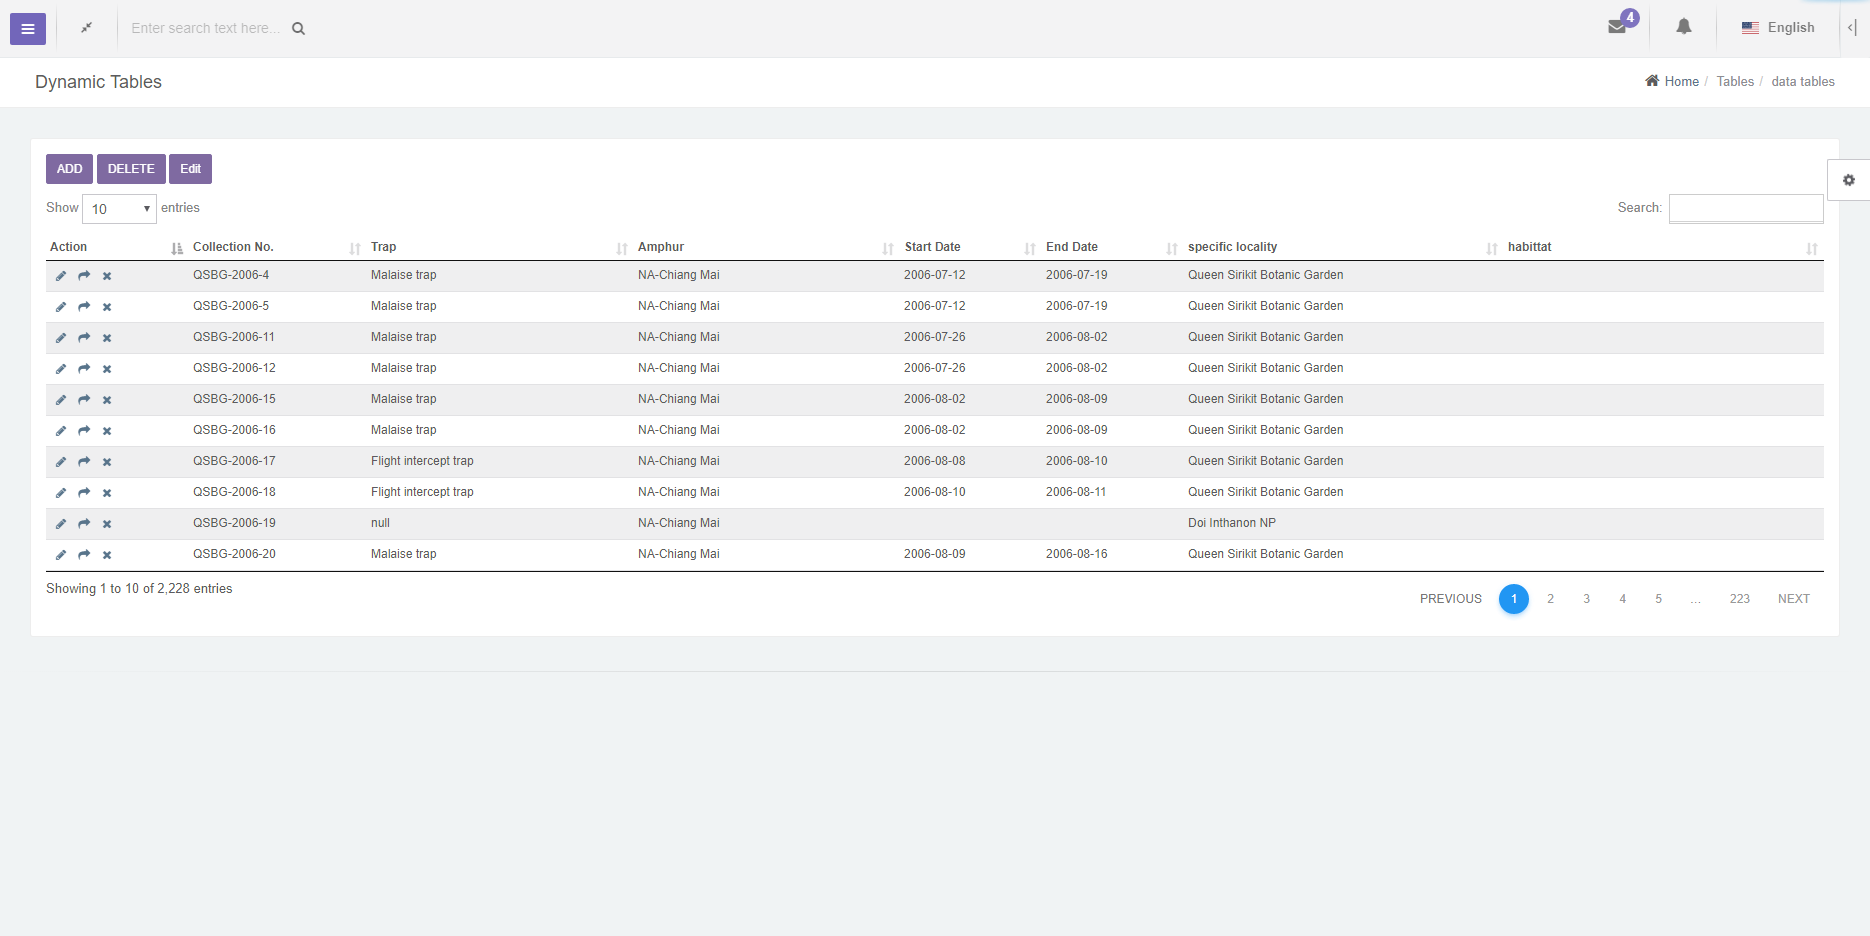 Enter search text here...
4
English
Dynamic Tables
Home / Tables / data tables
ADD DELETE Edit
Show 10 entries Search:
Action Collection No. Trap Amphur Start Date End Date specific locality habittat
QSBG-2006-4 Malaise trap NA-Chiang Mai 2006-07-12 2006-07-19 Queen Sirikit Botanic Garden
QSBG-2006-5 Malaise trap NA-Chiang Mai 2006-07-12 2006-07-19 Queen Sirikit Botanic Garden
QSBG-2006-11 Malaise trap NA-Chiang Mai 2006-07-26 2006-08-02 Queen Sirikit Botanic Garden
QSBG-2006-12 Malaise trap NA-Chiang Mai 2006-07-26 2006-08-02 Queen Sirikit Botanic Garden
QSBG-2006-15 Malaise trap NA-Chiang Mai 2006-08-02 2006-08-09 Queen Sirikit Botanic Garden
QSBG-2006-16 Malaise trap NA-Chiang Mai 2006-08-02 2006-08-09 Queen Sirikit Botanic Garden
QSBG-2006-17 Flight intercept trap NA-Chiang Mai 2006-08-08 2006-08-10 Queen Sirikit Botanic Garden
QSBG-2006-18 Flight intercept trap NA-Chiang Mai 2006-08-10 2006-08-11 Queen Sirikit Botanic Garden
QSBG-2006-19 null NA-Chiang Mai Doi Inthanon NP
QSBG-2006-20 Malaise trap NA-Chiang Mai 2006-08-09 2006-08-16 Queen Sirikit Botanic Garden
Showing 1 to 10 of 2,228 entries
PREVIOUS 1 2 3 4 5 ... 223 NEXT